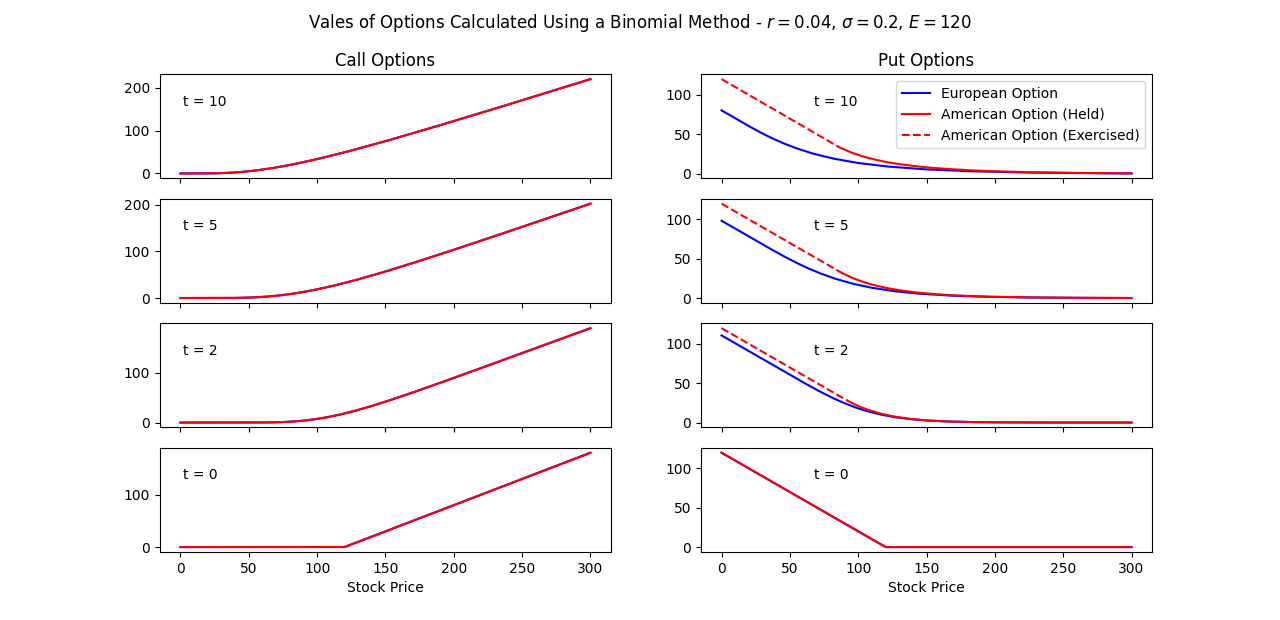 Vales of Options Calculated Using a Binomial Method - r = 0.04, σ = 0.2, E = 120
Call Options
200
100
0
t = 10
Put Options
100
50
0
t = 10
European Option
American Option (Held)
American Option (Exercised)
200
100
0
t = 5
100
50
0
t = 5
100
0
t = 2
100
50
0
t = 2
100
0
t = 0
0 50 100 150 200 250 300
Stock Price
100
50
0
t = 0
0 50 100 150 200 250 300
Stock Price